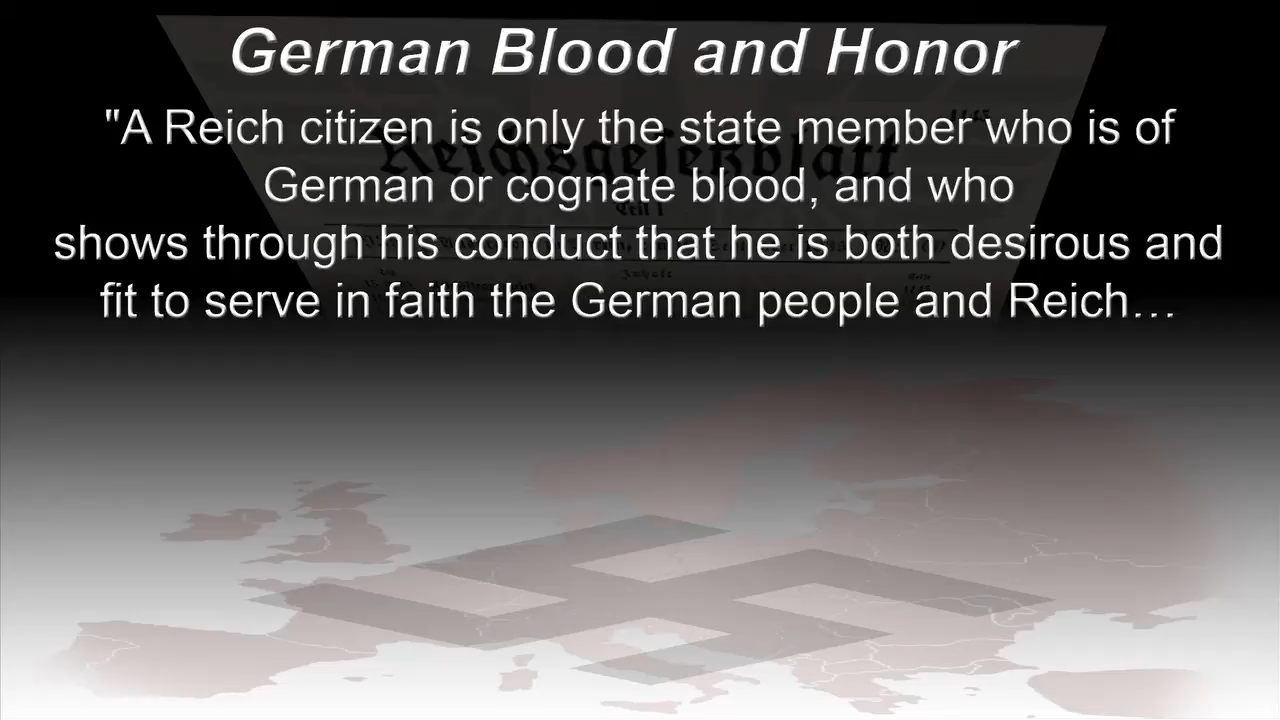 German Blood and Honor
"A Reich citizen is only the state member who is of
German or cognate blood, and who
shows through his conduct that he is both desirous and
fit to serve in faith the German people and Reich…
Reichsgesetzblatt
Teil I